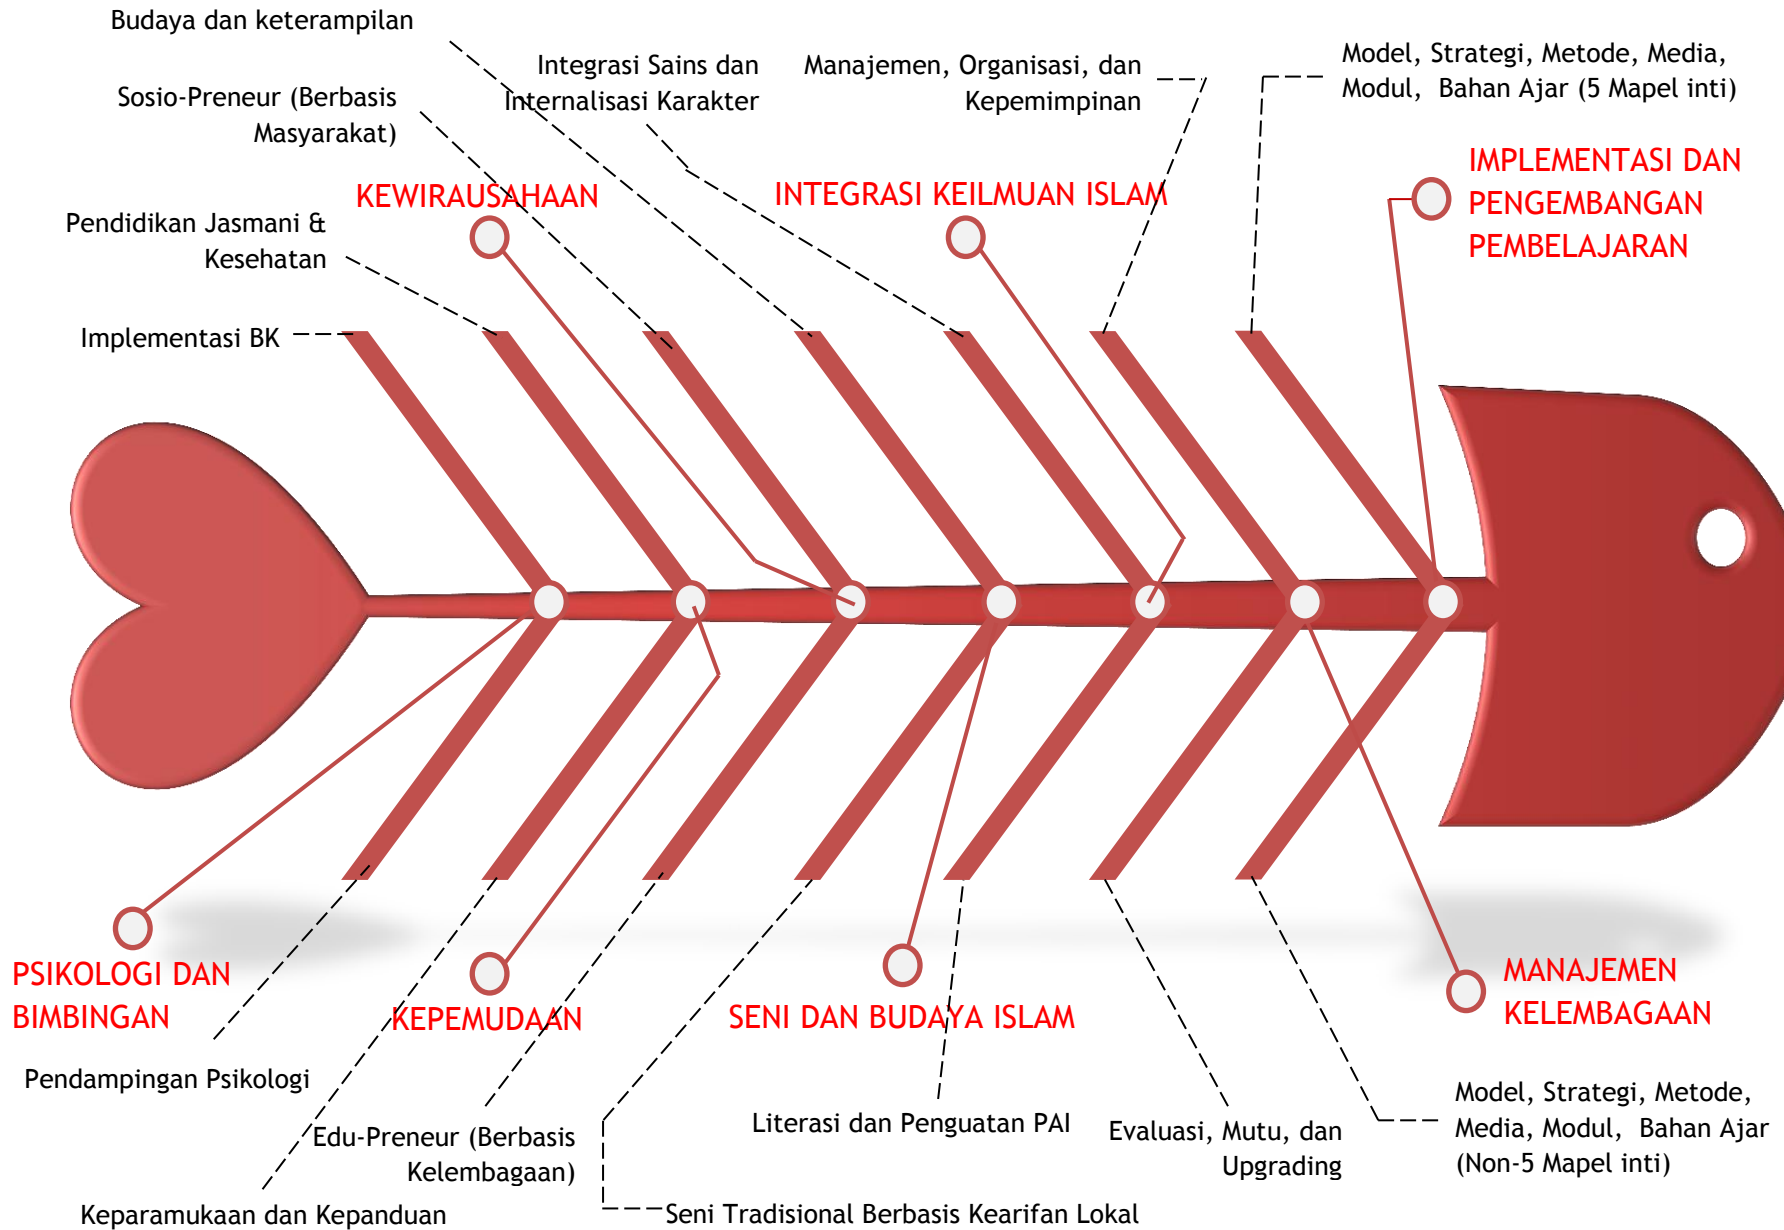 Budaya dan keterampilan
Integrasi Sains dan
Internalisasi Karakter
Manajemen, Organisasi, dan
Kepemimpinan
Model, Strategi, Metode, Media,
Modul,  Bahan Ajar (5 Mapel inti)
Sosio-Preneur (Berbasis
Masyarakat)
KEWIRAUSAHAAN
INTEGRASI KEILMUAN ISLAM
IMPLEMENTASI DAN
PENGEMBANGAN
PEMBELAJARAN
Pendidikan Jasmani &
Kesehatan
Implementasi BK
PSIKOLOGI DAN
BIMBINGAN
KEPEMUDAAN
SENI DAN BUDAYA ISLAM
MANAJEMEN
KELEMBAGAAN
Pendampingan Psikologi
Edu-Preneur (Berbasis
Kelembagaan)
Literasi dan Penguatan PAI
Evaluasi, Mutu, dan
Upgrading
Model, Strategi, Metode,
Media, Modul,  Bahan Ajar
(Non-5 Mapel inti)
Keparamukaan dan Kepanduan
Seni Tradisional Berbasis Kearifan Lokal